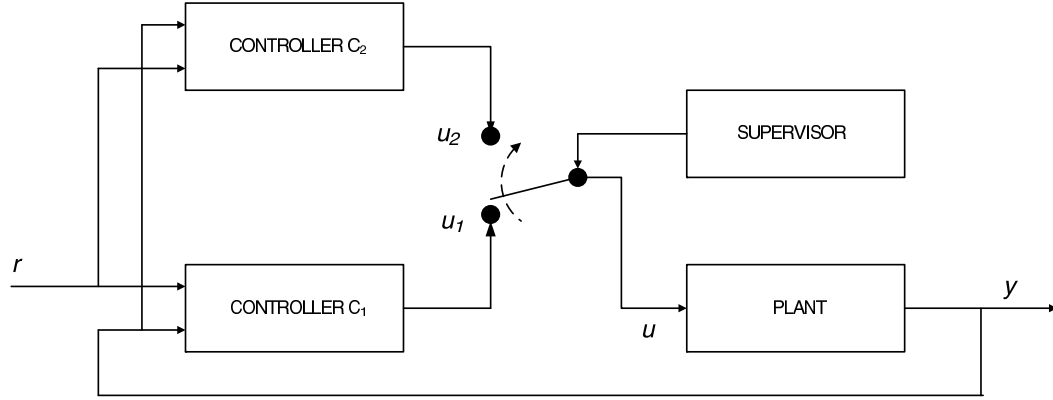 CONTROLLER C₂
u₂
SUPERVISOR
u₁
r
CONTROLLER C₁
PLANT
y
u